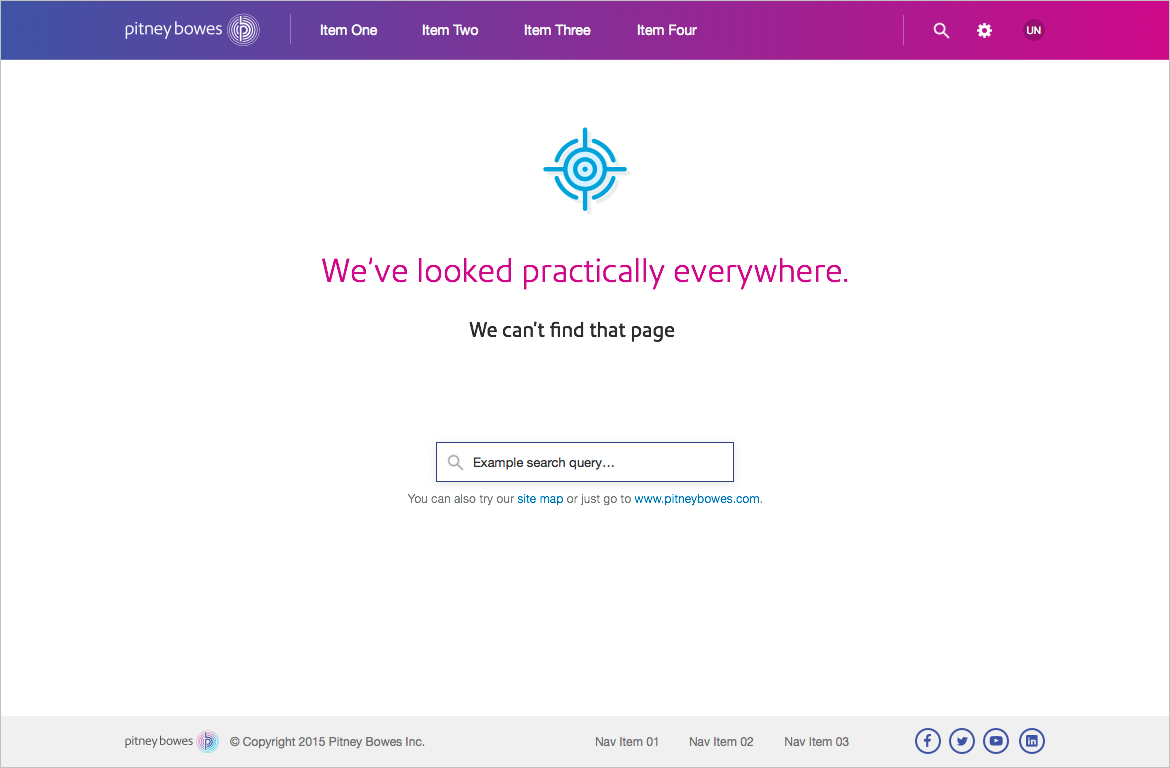 pitney bowes Item One Item Two Item Three Item Four UN
We've looked practically everywhere.
We can't find that page
Example search query...
You can also try our site map or just go to www.pitneybowes.com.
pitney bowes © Copyright 2015 Pitney Bowes Inc. Nav Item 01 Nav Item 02 Nav Item 03